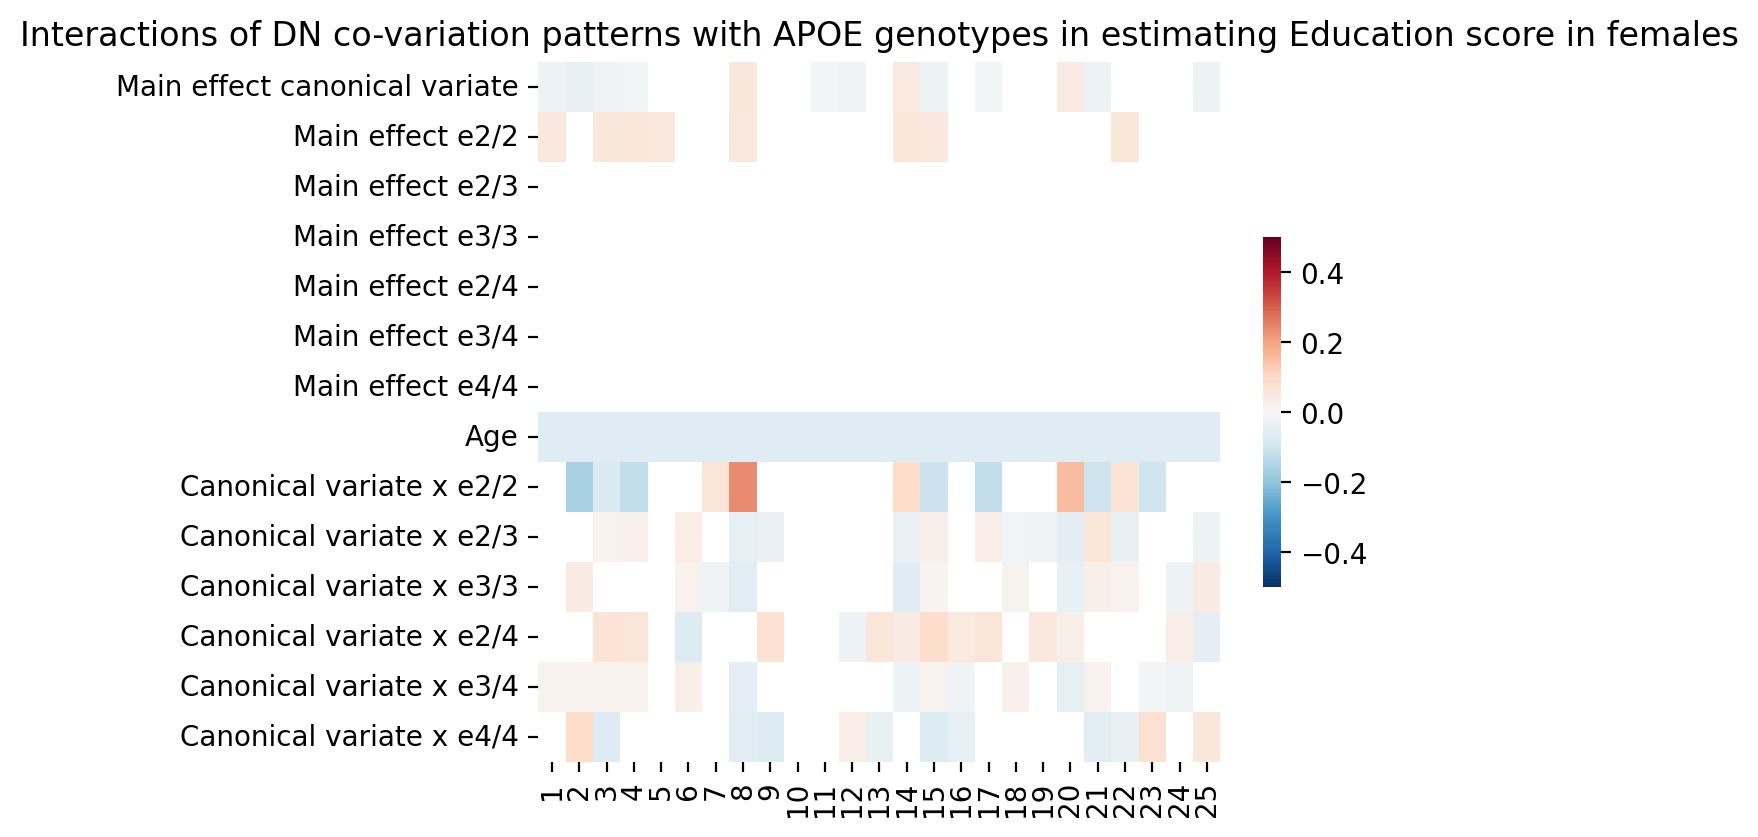 Interactions of DN co-variation patterns with APOE genotypes in estimating Education score in females
Main effect canonical variate
Main effect e2/2
Main effect e2/3
Main effect e3/3
Main effect e2/4
Main effect e3/4
Main effect e4/4
Age
Canonical variate x e2/2
Canonical variate x e2/3
Canonical variate x e3/3
Canonical variate x e2/4
Canonical variate x e3/4
Canonical variate x e4/4
1 2 3 4 5 6 7 8 9 10 11 12 13 14 15 16 17 18 19 20 21 22 23 24 25
0.4
0.2
0.0
−0.2
−0.4